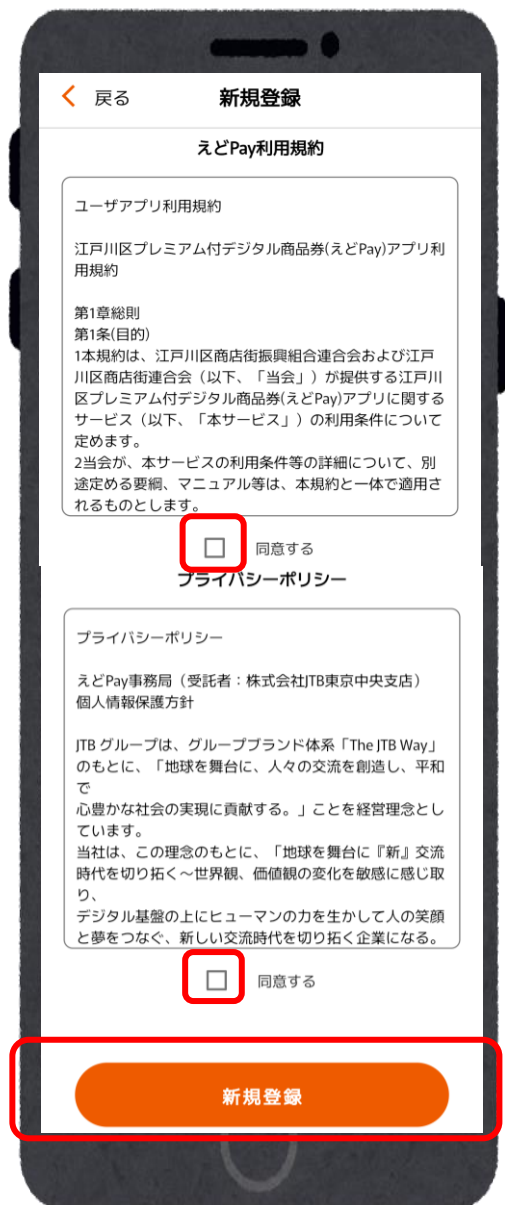 戻る
新規登録
えどPay利用規約
ユーザアプリ利用規約
江戸川区プレミアム付デジタル商品券(えどPay)アプリ利
用規約
第1章総則
第1条(目的)
1本規約は、江戸川区商店街振興組合連合会および江戸
川区商店街連合会（以下、「当会」）が提供する江戸川
区プレミアム付デジタル商品券(えどPay)アプリに関する
サービス（以下、「本サービス」）の利用条件について
定めます。
2当会が、本サービスの利用条件等の詳細について、別
途定める要綱、マニュアル等は、本規約と一体で適用さ
れるものとします。
同意する
プライバシーポリシー
プライバシーポリシー
えどPay事務局（受託者：株式会社JTB東京中央支店）
個人情報保護方針
JTB グループは、グループブランド体系「The JTB Way」
のもとに、「地球を舞台に、人々の交流を創造し、平和
で
心豊かな社会の実現に貢献する。」ことを経営理念とし
ています。
当社は、この理念のもとに、「地球を舞台に『新』交流
時代を切り拓く～世界観、価値観の変化を敏感に感じ取
り、
デジタル基盤の上にヒューマンの力を生かして人の笑顔
と夢をつなぐ、新しい交流時代を切り拓く企業になる。
同意する
新規登録